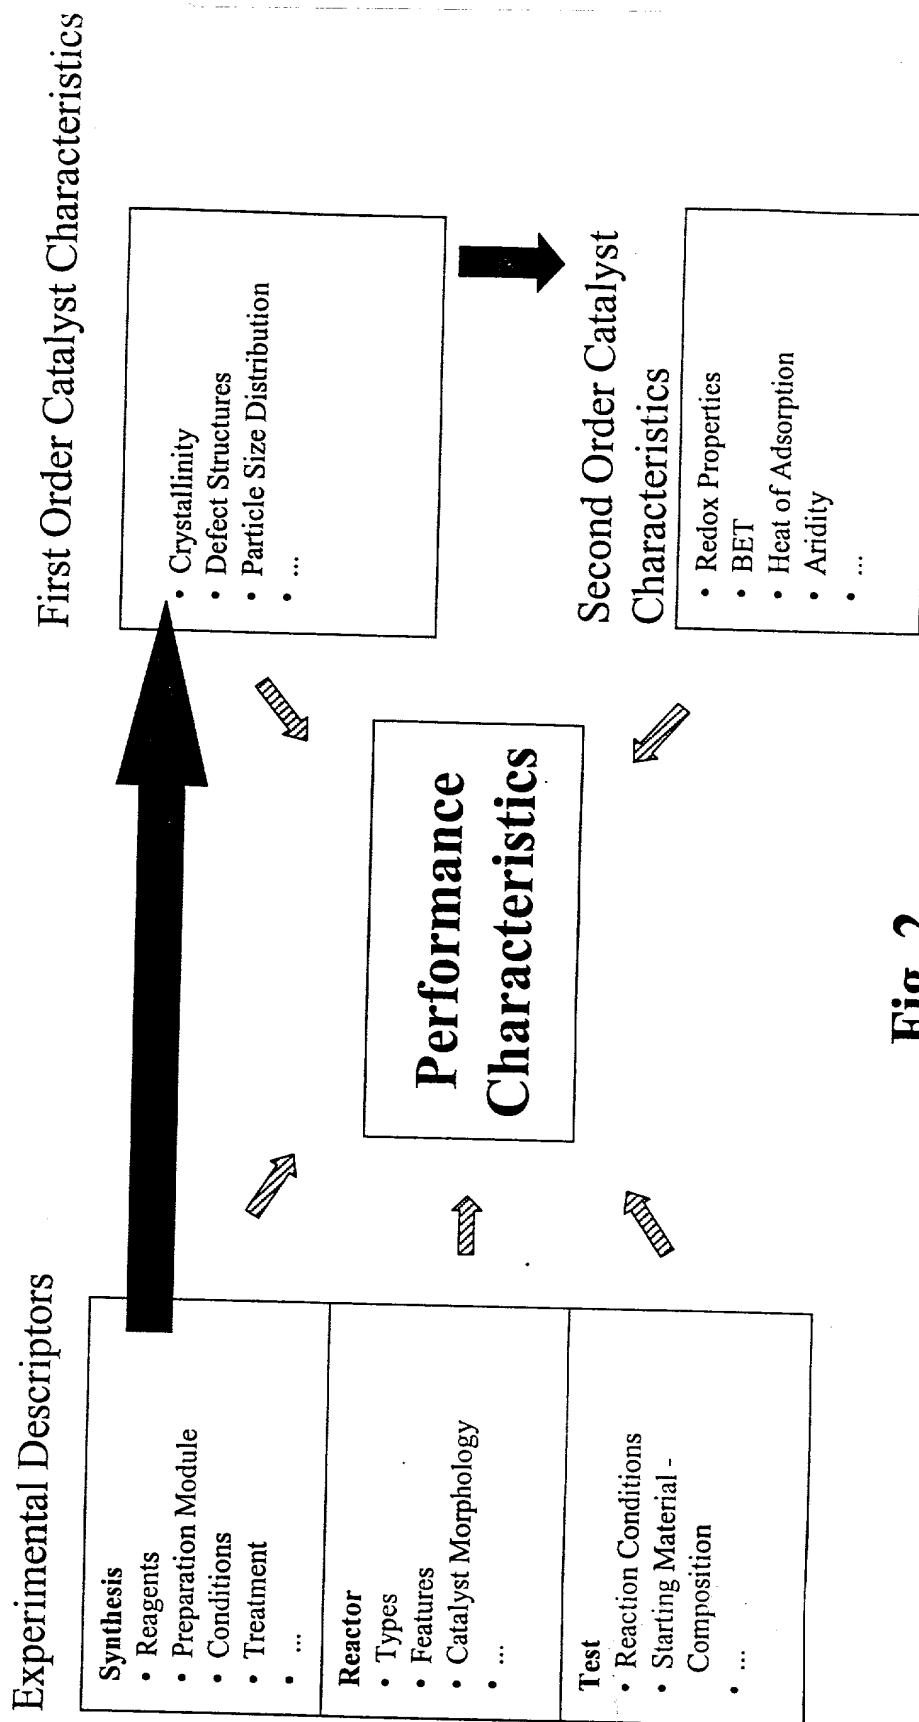 Experimental Descriptors
Synthesis
• Reagents
• Preparation Module
• Conditions
• Treatment
• ...
Reactor
• Types
• Features
• Catalyst Morphology
• ...
Test
• Reaction Conditions
• Starting Material -
Composition
• ...
Performance
Characteristics
First Order Catalyst Characteristics
• Crystallinity
• Defect Structures
• Particle Size Distribution
• ...
Second Order Catalyst
Characteristics
• Redox Properties
• BET
• Heat of Adsorption
• Aridity
• ...
Fig. 2